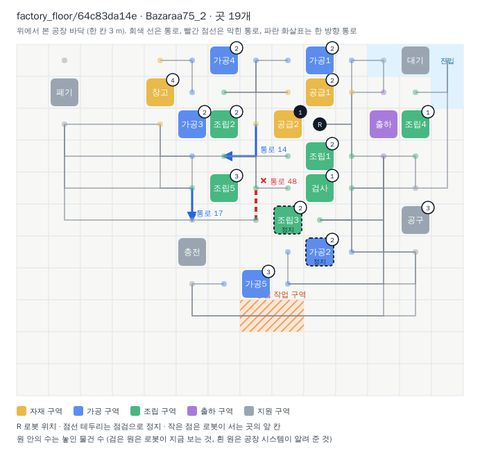 factory_floor/64c83da14e · Bazaraa75_2 · 곳 19개
위에서 본 공장 바닥 (한 칸 3 m). 회색 선은 통로, 빨간 점선은 막힌 통로, 파란 화살표는 한 방향 통로
가공4 2 가공1 2 대기 진입
폐기 창고 4 공급1 2
가공3 2 조립2 2 공급2 1 R 출하 조립4 1
통로 14 조립1 2
조립5 3 × 통로 48 검사 1
통로 17 조립3 정지 2 공구 3
충전 가공2 정지 2
가공5 3
작업 구역
자재 구역 가공 구역 조립 구역 출하 구역 지원 구역
R 로봇 위치 · 점선 테두리는 점검으로 정지 · 작은 점은 로봇이 서는 곳의 앞 칸
원 안의 수는 놓인 물건 수 (검은 원은 로봇이 지금 보는 것, 흰 원은 공장 시스템이 알려 준 것)